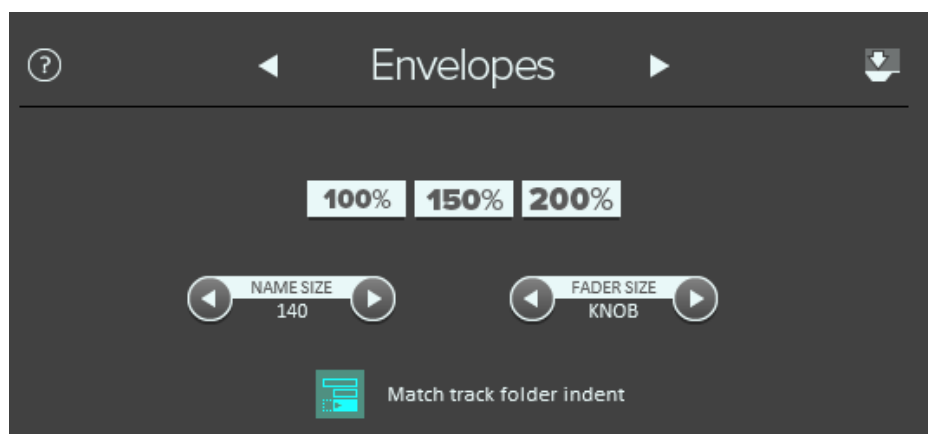 ?
Envelopes
100% 150% 200%
NAME SIZE FADER SIZE
140 KNOB
Match track folder indent